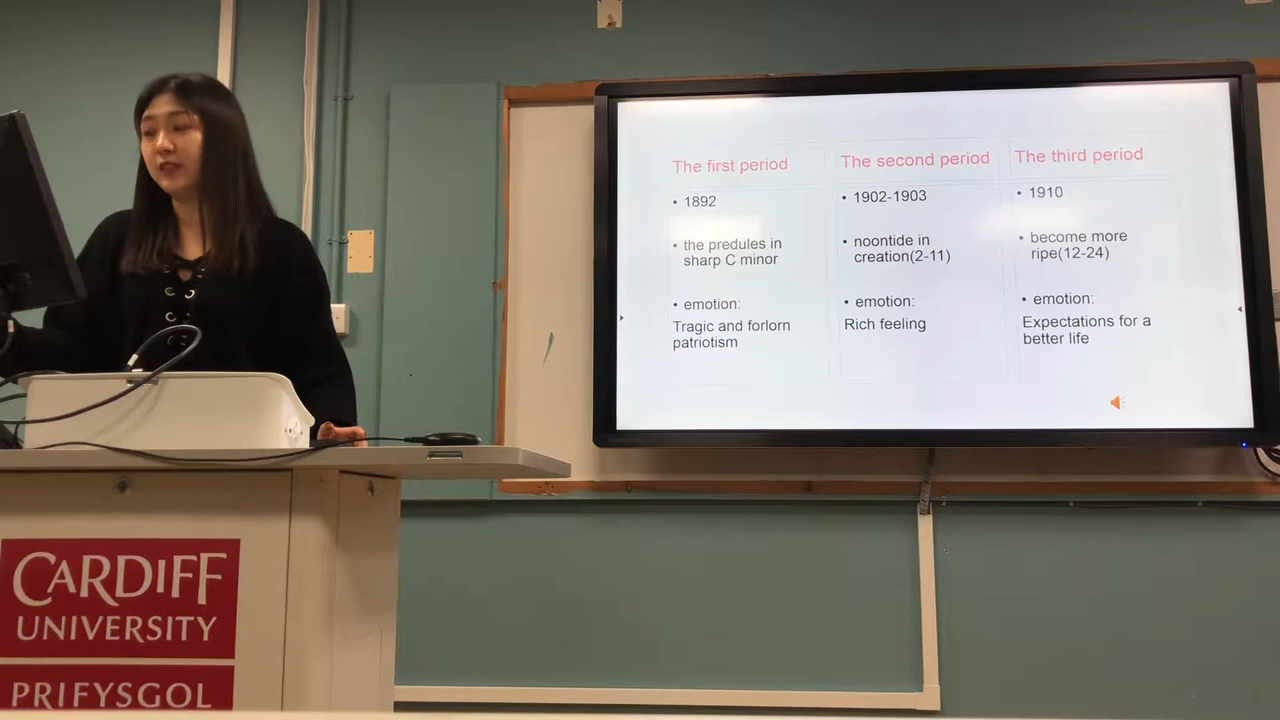 The first period
• 1892
• the predules in
sharp C minor
• emotion:
Tragic and forlorn
patriotism
The second period
• 1902-1903
• noontide in
creation(2-11)
• emotion:
Rich feeling
The third period
• 1910
• become more
ripe(12-24)
• emotion:
Expectations for a
better life
CARDIFF
UNIVERSITY
PRIFYSGOL